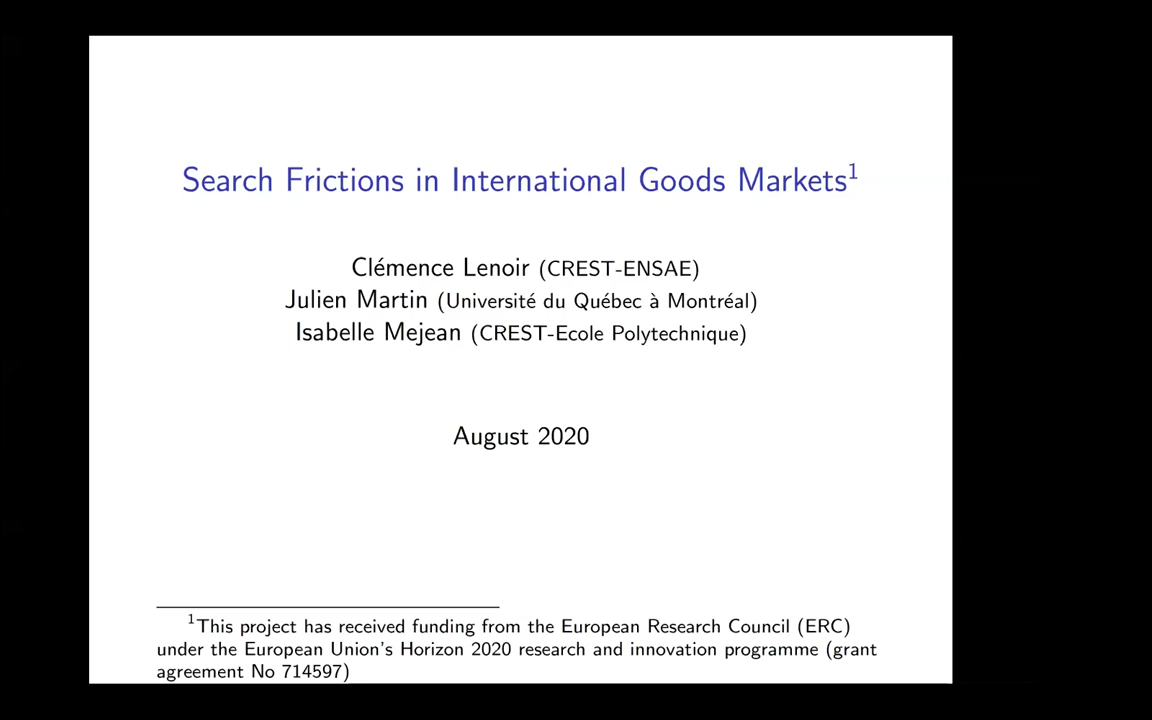 Search Frictions in International Goods Markets¹
Clémence Lenoir (CREST-ENSAE)
Julien Martin (Université du Québec à Montréal)
Isabelle Mejean (CREST-Ecole Polytechnique)
August 2020
¹This project has received funding from the European Research Council (ERC)
under the European Union's Horizon 2020 research and innovation programme (grant
agreement No 714597)